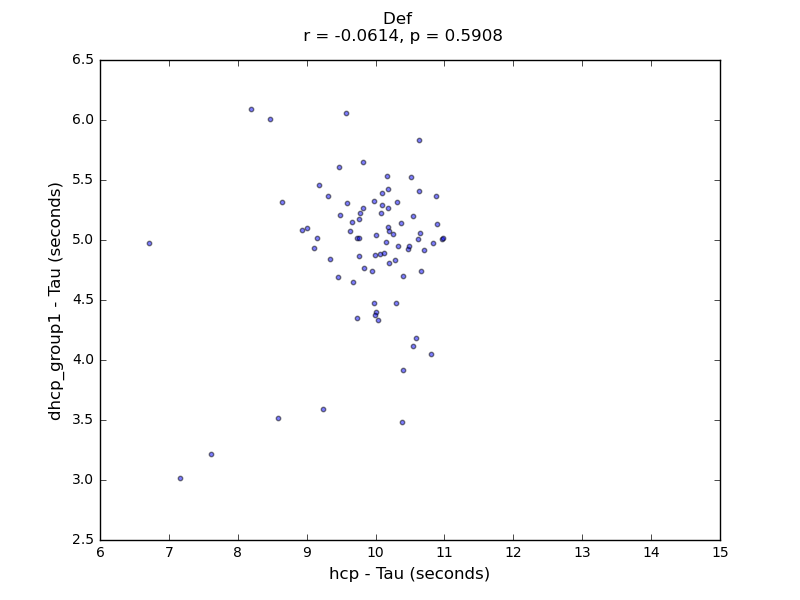 Def
r = -0.0614, p = 0.5908
6.5
6.0
5.5
5.0
4.5
4.0
3.5
3.0
2.5
dhcp_group1 - Tau (seconds)
6 7 8 9 10 11 12 13 14 15
hcp - Tau (seconds)